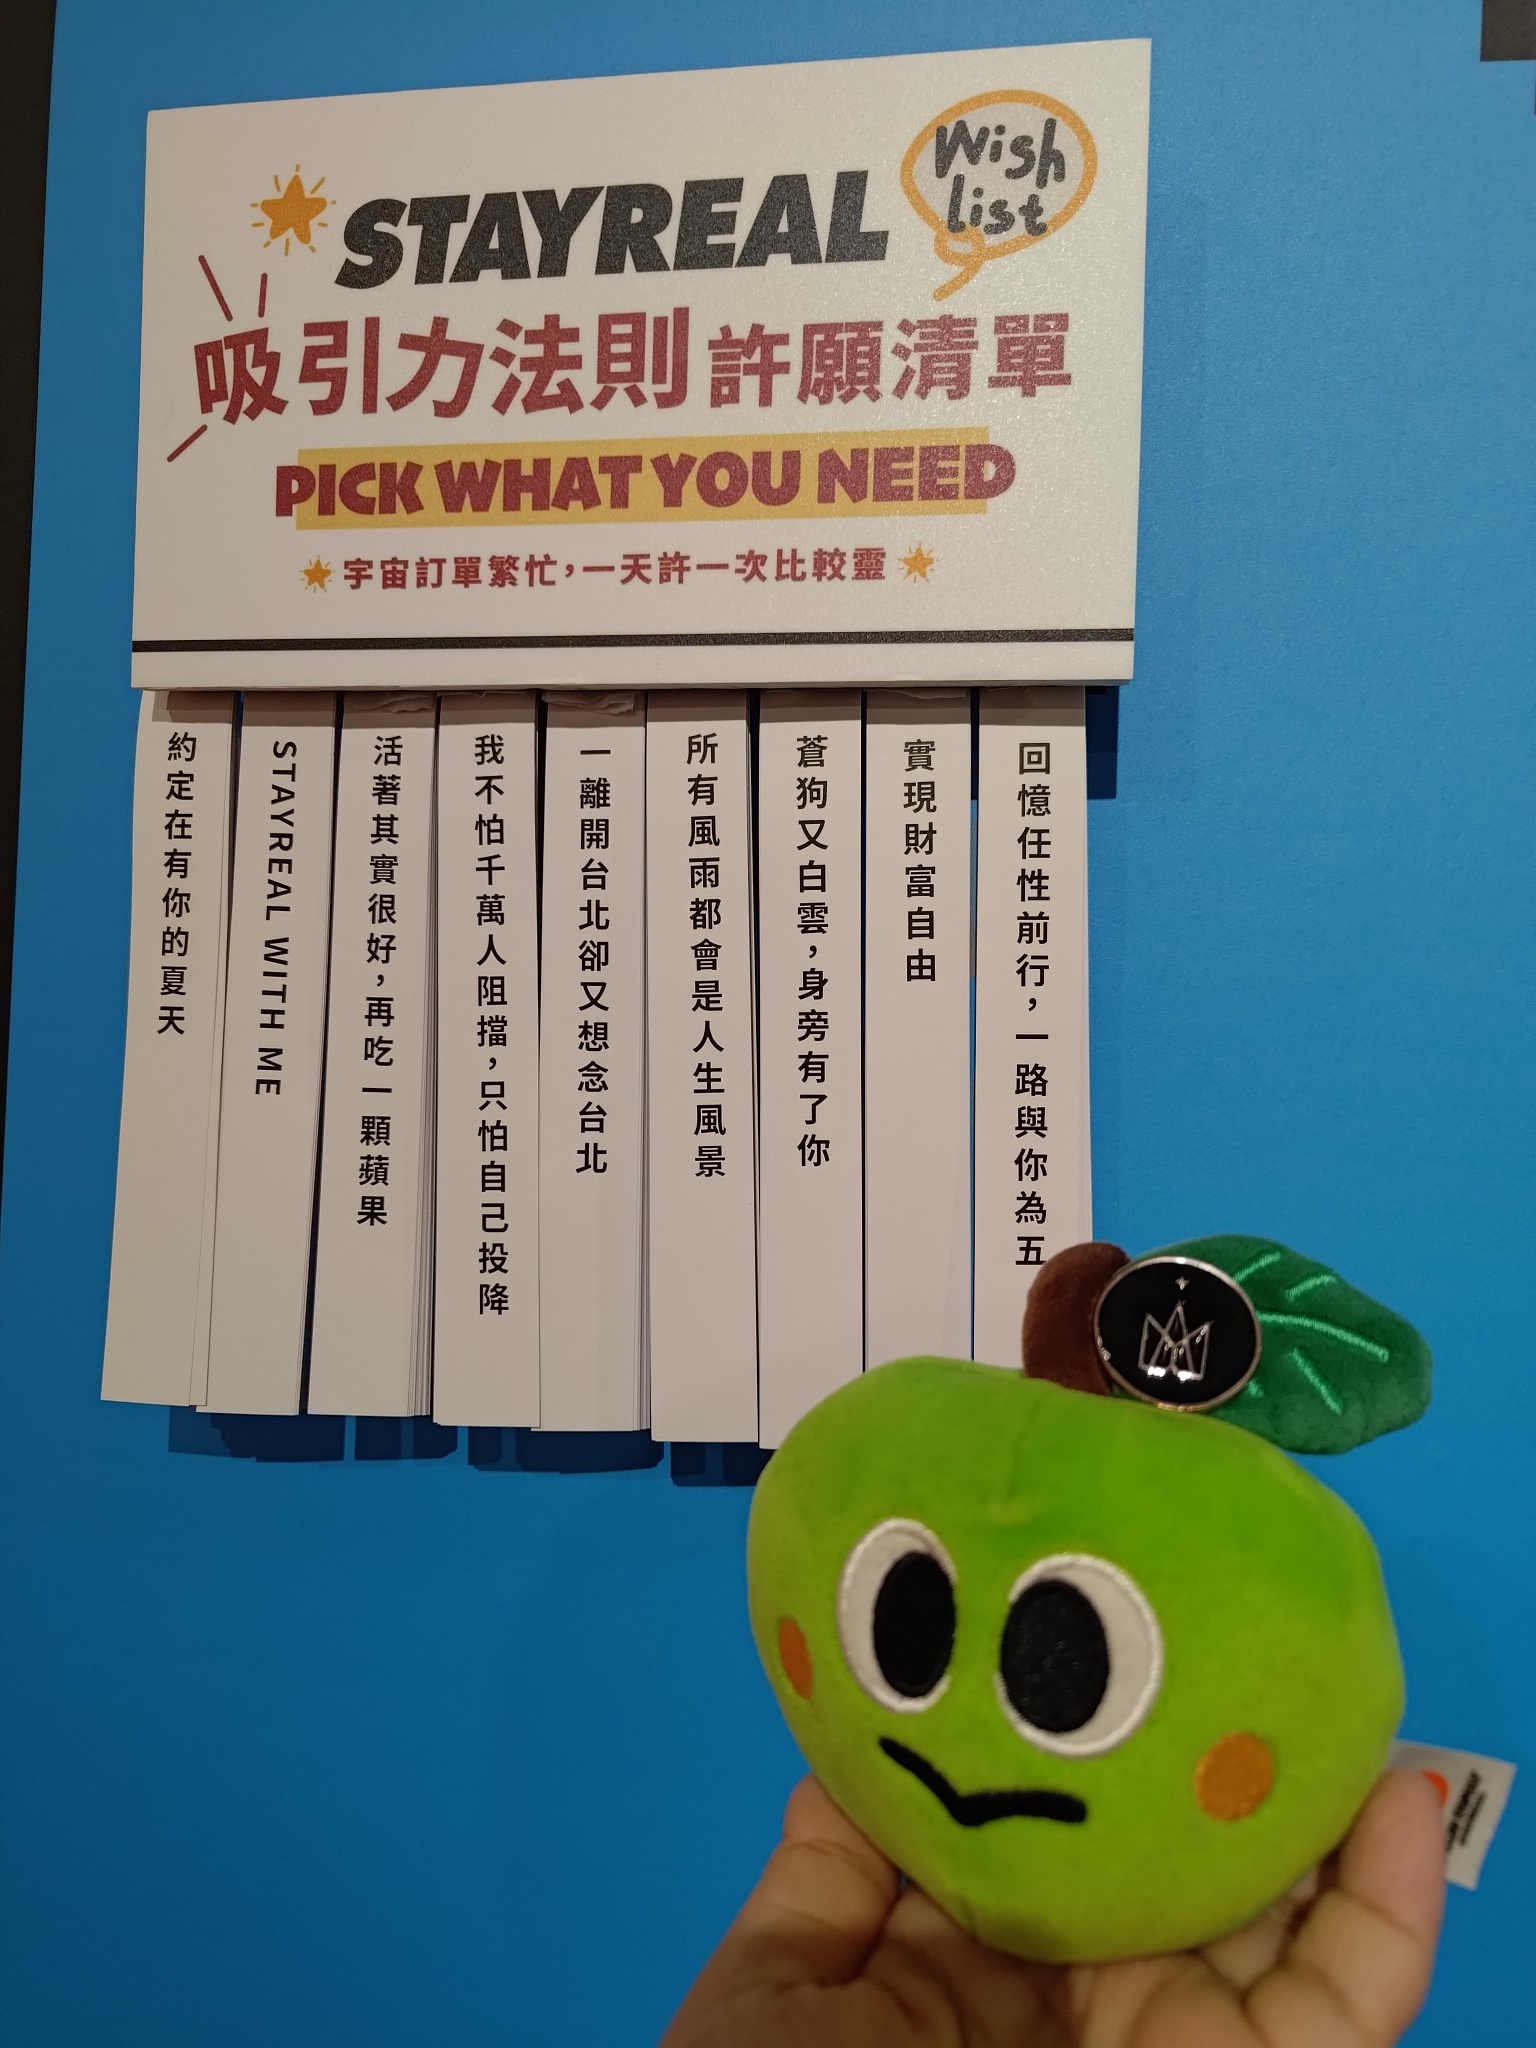 Wish
list
STAYREAL
吸引力法則 許願清單
PICK WHAT YOU NEED
宇宙訂單繁忙，一天許一次比較靈
約定在有你的夏天
STAYREAL WITH ME
活著其實很好，再吃一顆蘋果
我不怕千萬人阻擋，只怕自己投降
一離開台北卻又想念台北
所有風雨都會是人生風景
蒼狗又白雲，身旁有了你
實現財富自由
回憶任性前行，一路與你為五